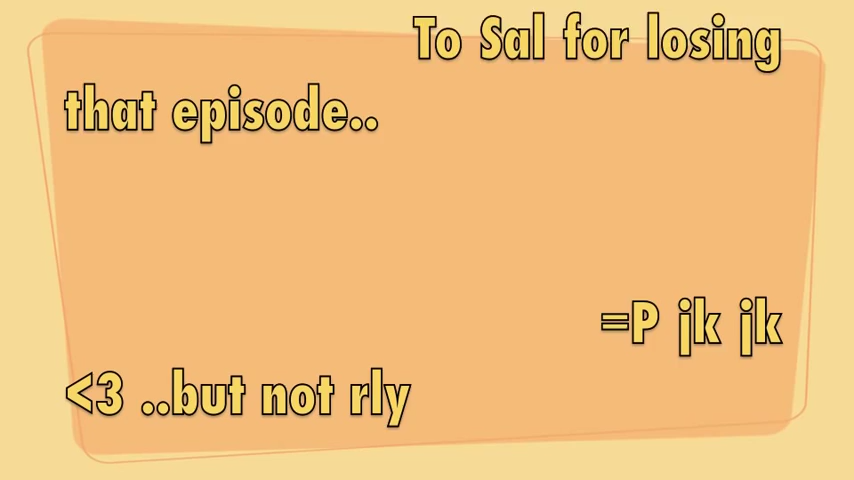 To Sal for losing
that episode..
=P jk jk
<3 ..but not rly